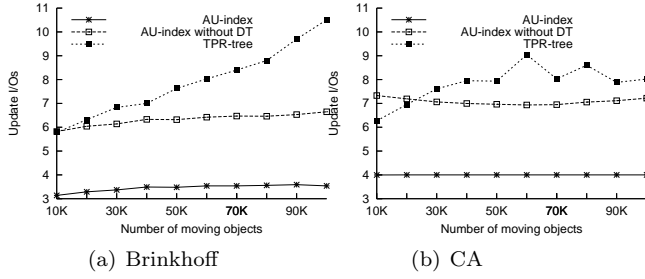 AU-index
AU-index without DT
TPR-tree
Update I/Os
11
10
9
8
7
6
5
4
3
10K 30K 50K 70K 90K
Number of moving objects
(a) Brinkhoff
AU-index
AU-index without DT
TPR-tree
Update I/Os
11
10
9
8
7
6
5
4
3
10K 30K 50K 70K 90K
Number of moving objects
(b) CA